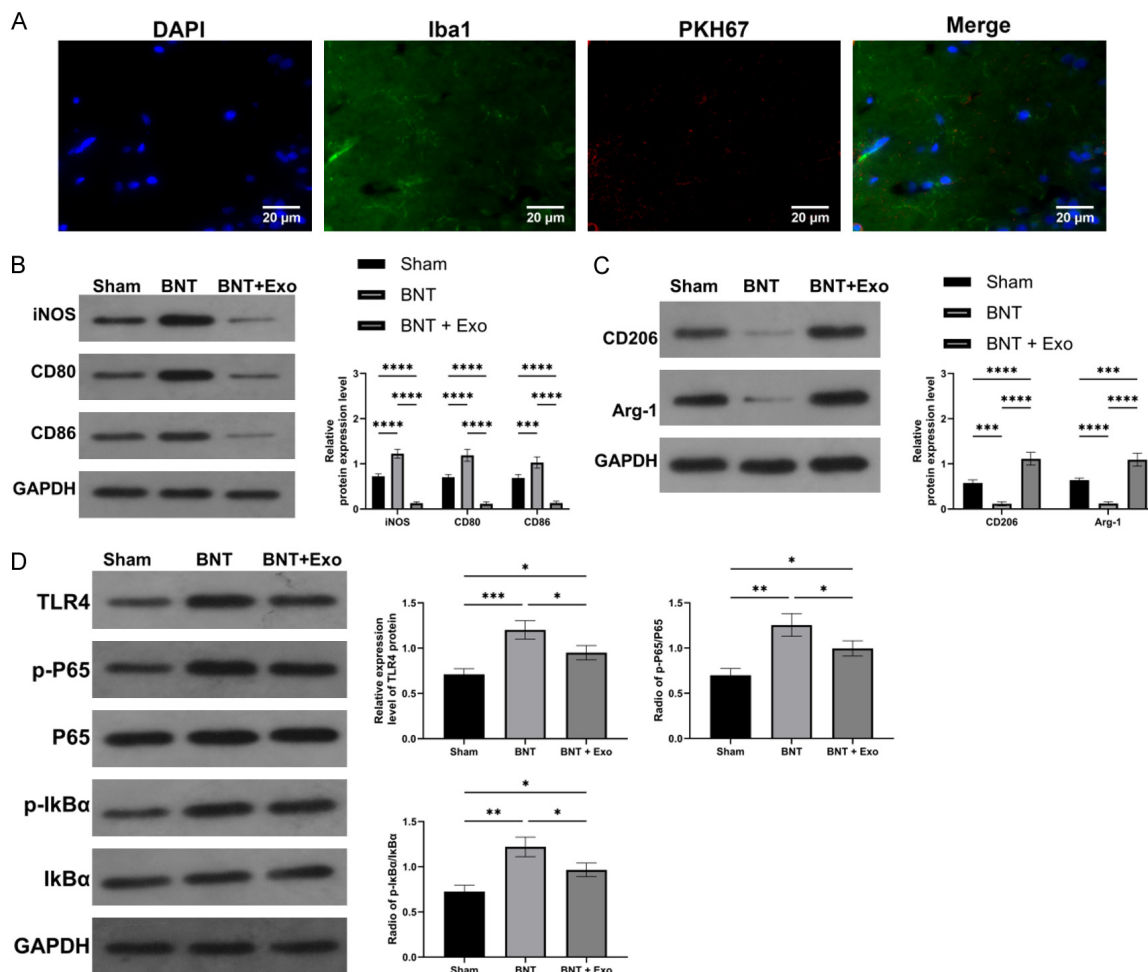 A
DAPI
Iba1
PKH67
Merge
20 µm
20 µm
20 µm
20 µm
B
Sham BNT BNT+Exo
iNOS
CD80
CD86
GAPDH
Sham
BNT
BNT + Exo
Relative
protein expression level
2
1
0
**** **** ****
**** **** ****
**** **** ***
iNOS CD80 CD86
C
Sham BNT BNT+Exo
CD206
Arg-1
GAPDH
Sham
BNT
BNT + Exo
Relative
protein expression level
2
1
0
**** ***
**** ****
*** ****
CD206 Arg-1
D
Sham BNT BNT+Exo
TLR4
p-P65
P65
p-IkBα
IkBα
GAPDH
Relative expression
level of TLR4 protein
1.5
1.0
0.5
0.0
*
*** *
Sham BNT BNT + Exo
Radio of p-P65/P65
1.5
1.0
0.5
0.0
*
** *
Sham BNT BNT + Exo
Radio of p-IκBα/IκBα
1.5
1.0
0.5
0.0
*
** *
Sham BNT BNT + Exo